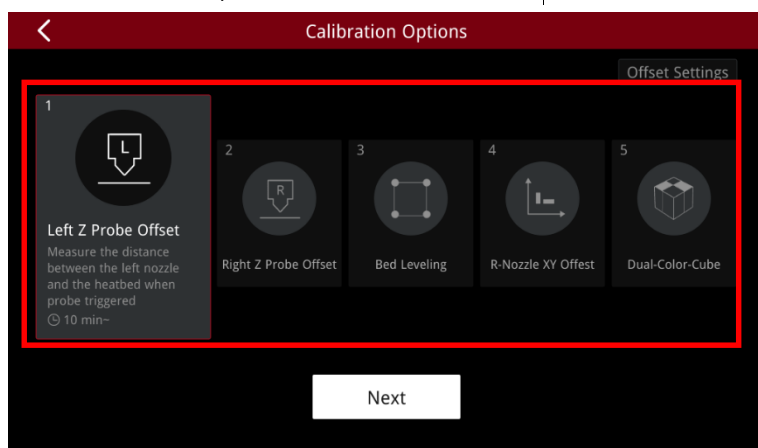 Calibration Options
Offset Settings
1
L
Left Z Probe Offset
Measure the distance
between the left nozzle
and the heatbed when
probe triggered
10 min~
2
R
Right Z Probe Offset
3
Bed Leveling
4
R-Nozzle XY Offest
5
Dual-Color-Cube
Next